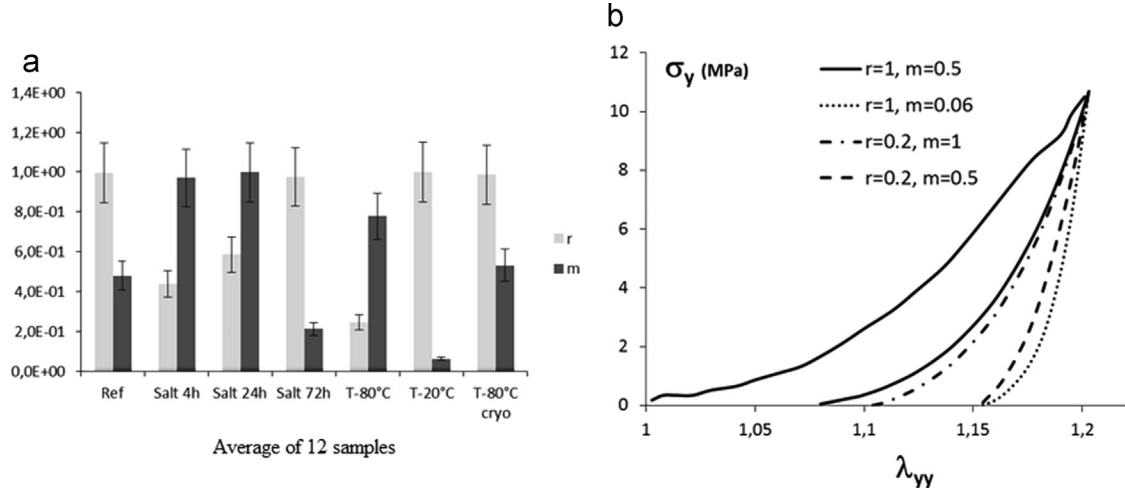 a
1,4E+00
1,2E+00
1,0E+00
8,0E-01
6,0E-01
4,0E-01
2,0E-01
0,0E+00
Ref Salt 4h Salt 24h Salt 72h T-80°C T-20°C T-80°C
cryo
r
m
Average of 12 samples
b
12
10
8
6
4
2
0
σy (MPa)
r=1, m=0.5
r=1, m=0.06
r=0.2, m=1
r=0.2, m=0.5
1 1,05 1,1 1,15 1,2
λyy